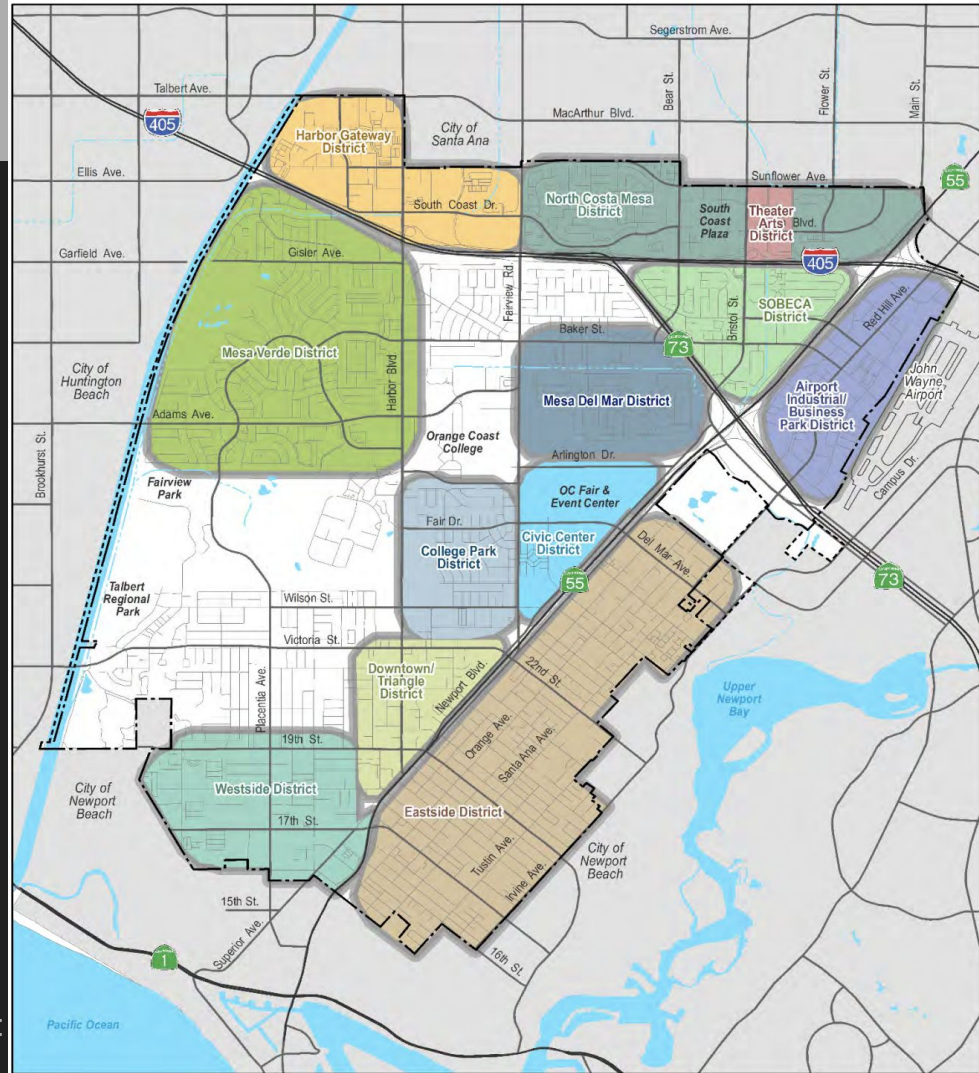 Segerstrom Ave.
Talbert Ave.
405
MacArthur Blvd.
Bear St.
Flower St.
Main St.
Harbor Gateway
District
City of
Santa Ana
Ellis Ave.
Sunflower Ave.
55
South Coast Dr.
North Costa Mesa
District
South
Coast
Plaza
Theater
Arts
District
Blvd.
405
Garfield Ave.
Gisler Ave.
Fairview Rd.
Bristol St.
SOBECA
District
Red Hill Ave.
Baker St.
73
Mesa Verde District
Harbor Blvd.
City of
Huntington
Beach
Mesa Del Mar District
Airport
Industrial/
Business
Park District
John
Wayne
Airport
Adams Ave.
Orange Coast
College
Arlington Dr.
Campus Dr.
Brookhurst St.
Fairview
Park
OC Fair &
Event Center
Fair Dr.
College Park
District
Civic Center
District
Del Mar Ave.
55
73
Talbert
Regional
Park
Wilson St.
Victoria St.
Placentia Ave.
Downtown/
Triangle
District
Newport Blvd.
22nd St.
Upper
Newport
Bay
19th St.
Orange Ave.
Santa Ana Ave.
City of
Newport
Beach
Westside District
17th St.
Eastside District
Tustin Ave.
Irvine Ave.
City of
Newport
Beach
15th St.
Superior Ave.
16th St.
1
Pacific Ocean